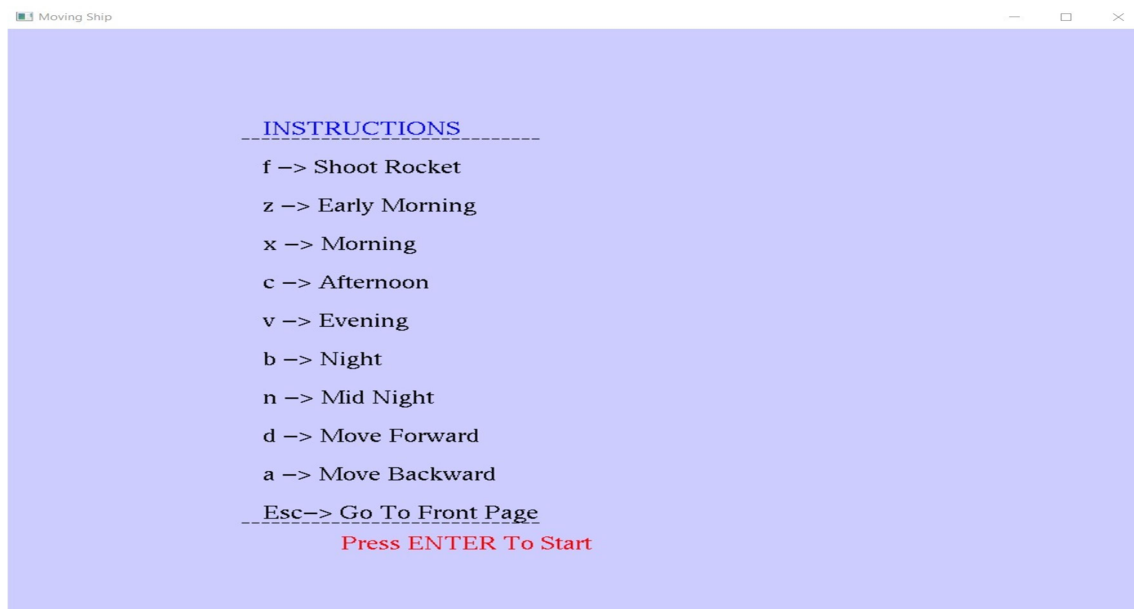 Moving Ship
INSTRUCTIONS
f −> Shoot Rocket
z −> Early Morning
x −> Morning
c −> Afternoon
v −> Evening
b −> Night
n −> Mid Night
d −> Move Forward
a −> Move Backward
Esc−> Go To Front Page
Press ENTER To Start